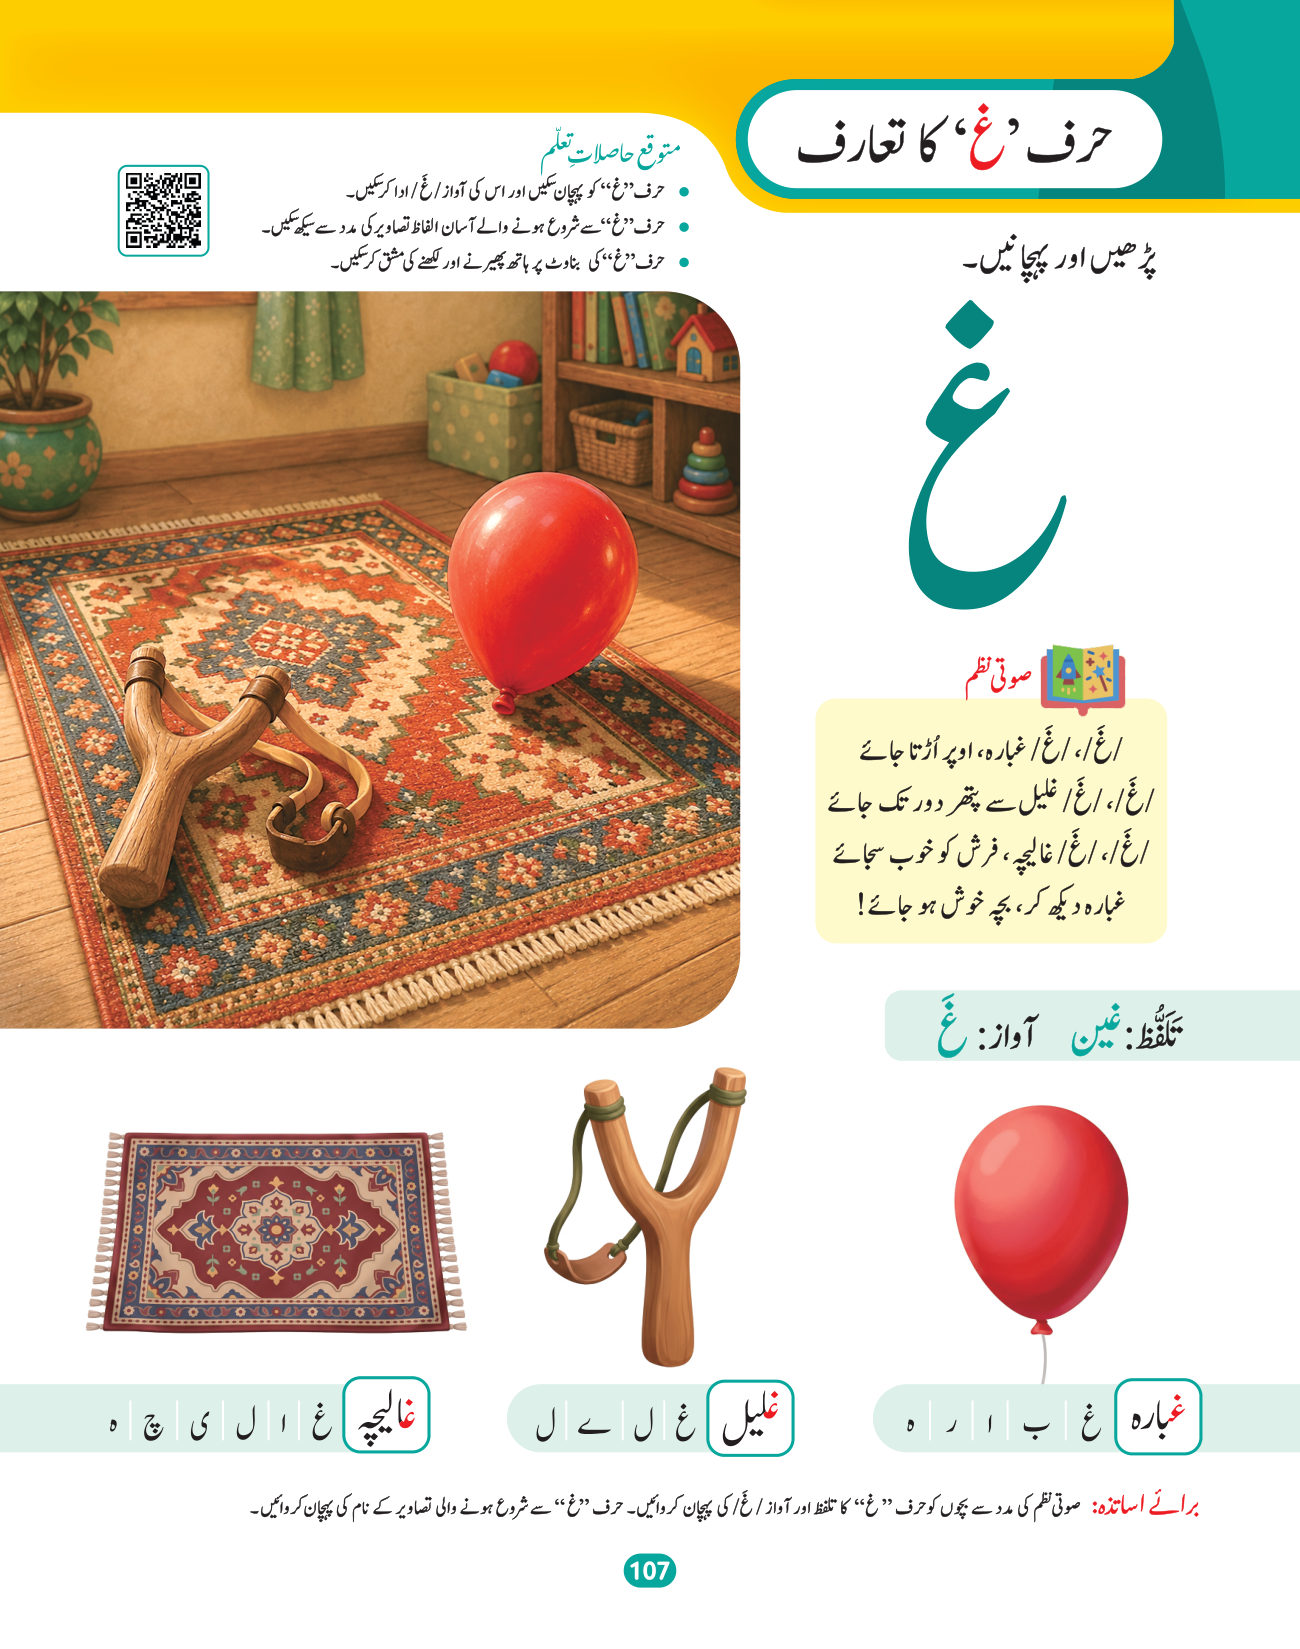 حرف ’غ‘ کا تعارف
متوقع حاصلاتِ تعلّم
حرف”غ“ کو پہچان سکیں اور اس کی آواز /غَ/ ادا کرسکیں۔
حرف”غ“سے شروع ہونے والے آسان الفاظ تصاویر کی مدد سے سیکھ سکیں۔
حرف”غ“ کی بناوٹ پر ہاتھ پھیرنے اور لکھنے کی مشق کرسکیں۔
پڑھیں اور پہچانیں۔
غ
صوتی نظم
/غَ/، /غَ/ غبارہ، اوپر اُڑتا جائے
/غَ/، /غَ/ غلیل سے پتھر دور تک جائے
/غَ/، /غَ/ غالیچہ، فرش کو خوب سجائے
غبارہ دیکھ کر، بچہ خوش ہو جائے!
تَلَفُّظ: غین آواز: غَ
غبارہ غ ب ا ر ہ
غلیل غ ل ے ل
غالیچہ غ ا ل ی چ ہ
برائے اساتذہ: صوتی نظم کی مدد سے بچوں کو حرف ”غ“ کا تلفظ اور آواز /غَ/ کی پہچان کروائیں۔ حرف ”غ“ سے شروع ہونے والی تصاویر کے نام کی پہچان کروائیں۔
107